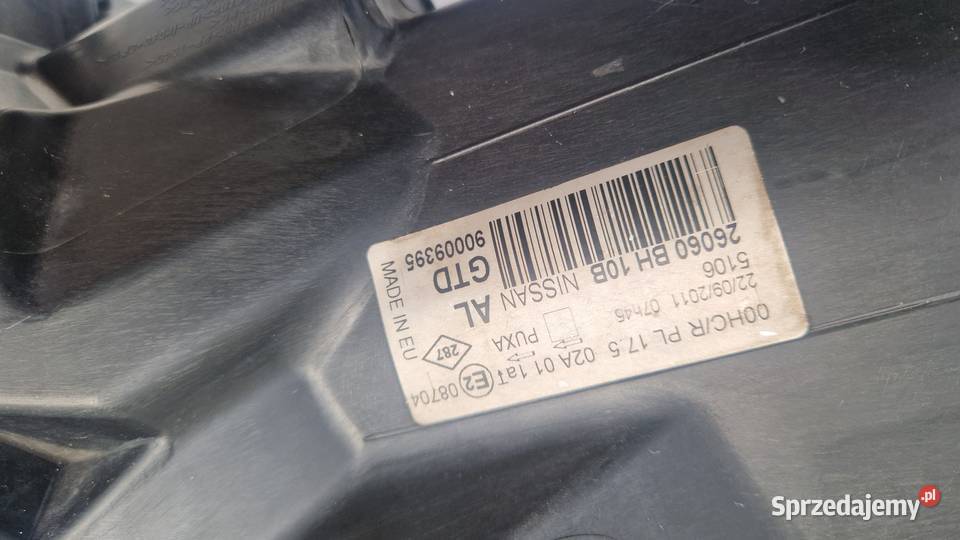 00HC/R PL 17.5 02A 01 1aT E2 08704
22/09/2011 07h45 PUXA 287
5106
26060 BH 10B NISSAN AL
GTD
90009395
MADE IN EU
Sprzedajemy.pl